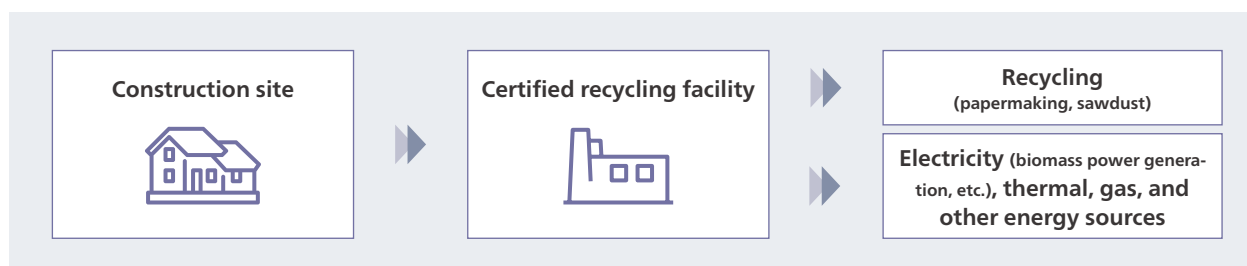 Construction site
Certified recycling facility
Recycling
(papermaking, sawdust)
Electricity (biomass power genera-
tion, etc.), thermal, gas, and
other energy sources